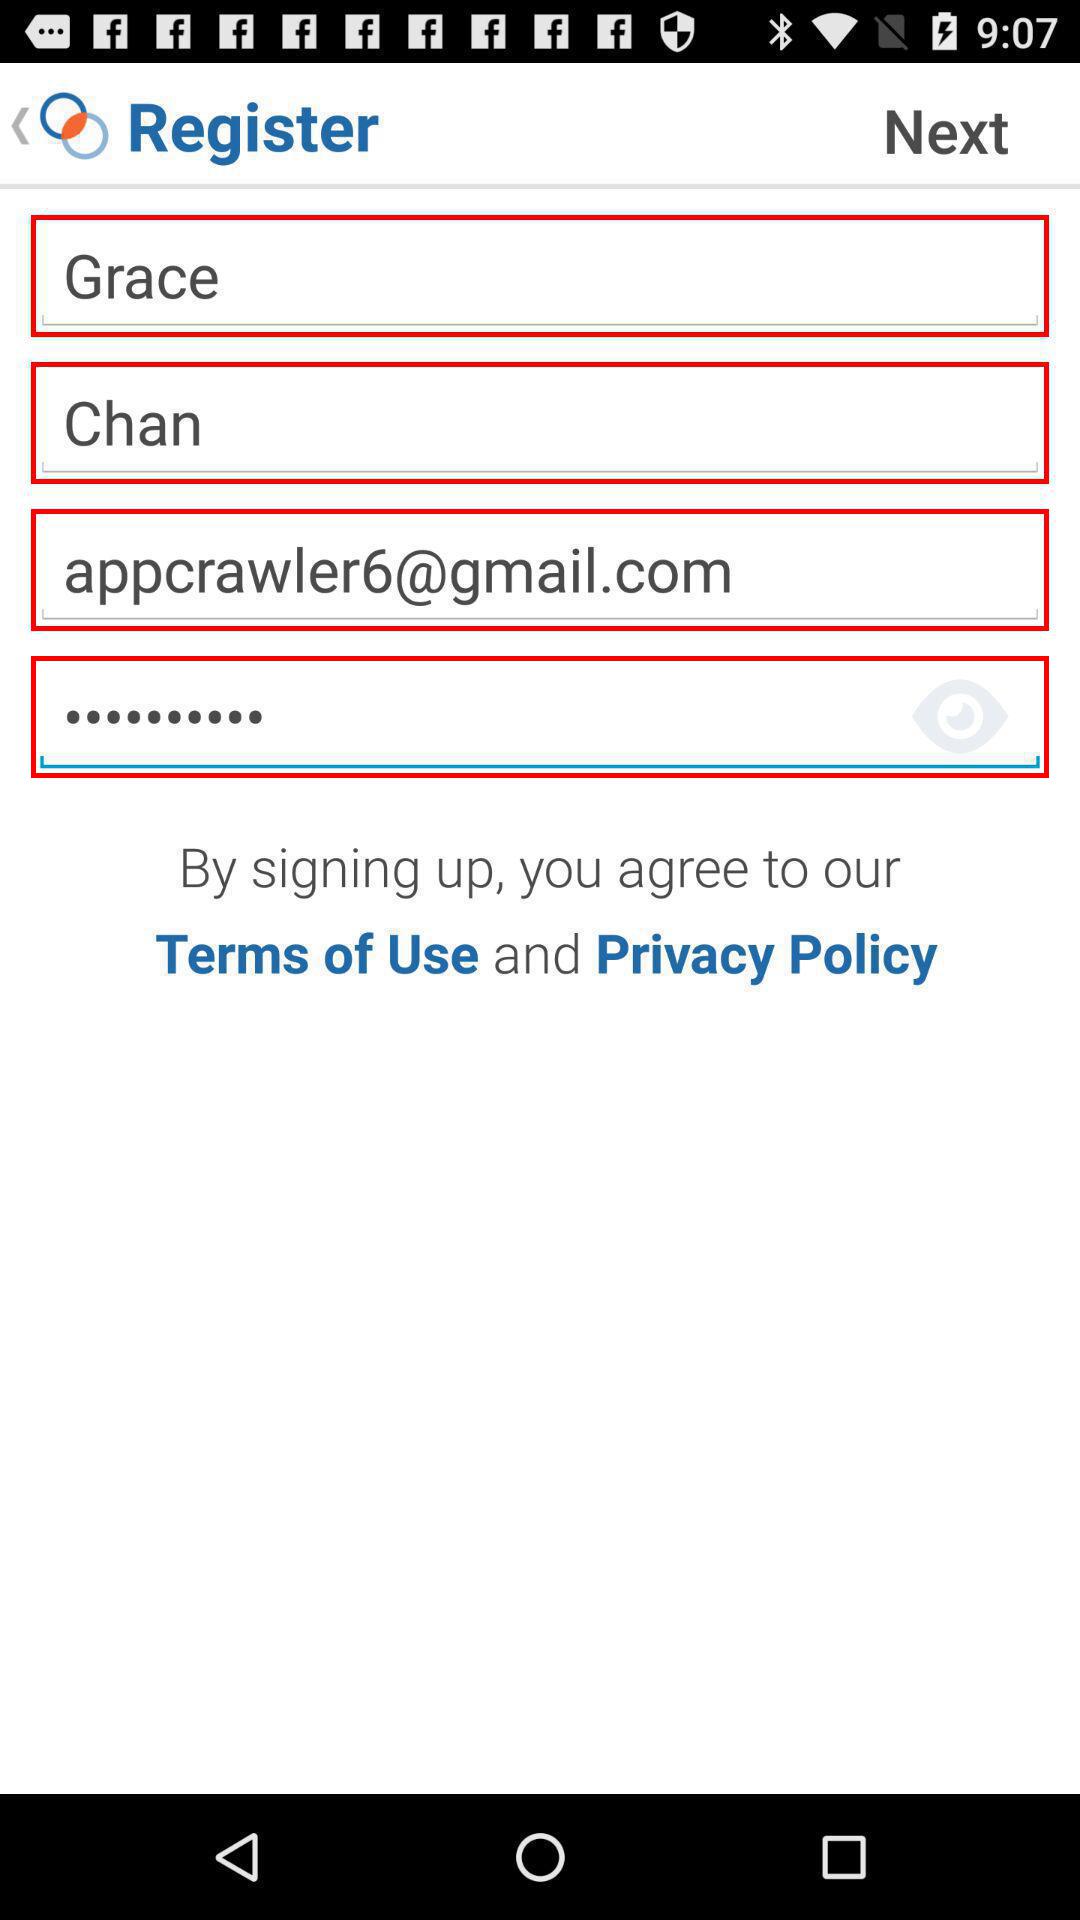 9:07
Register
Next
Grace
Chan
appcrawler6@gmail.com
••••••••••
By signing up, you agree to our
Terms of Use and Privacy Policy